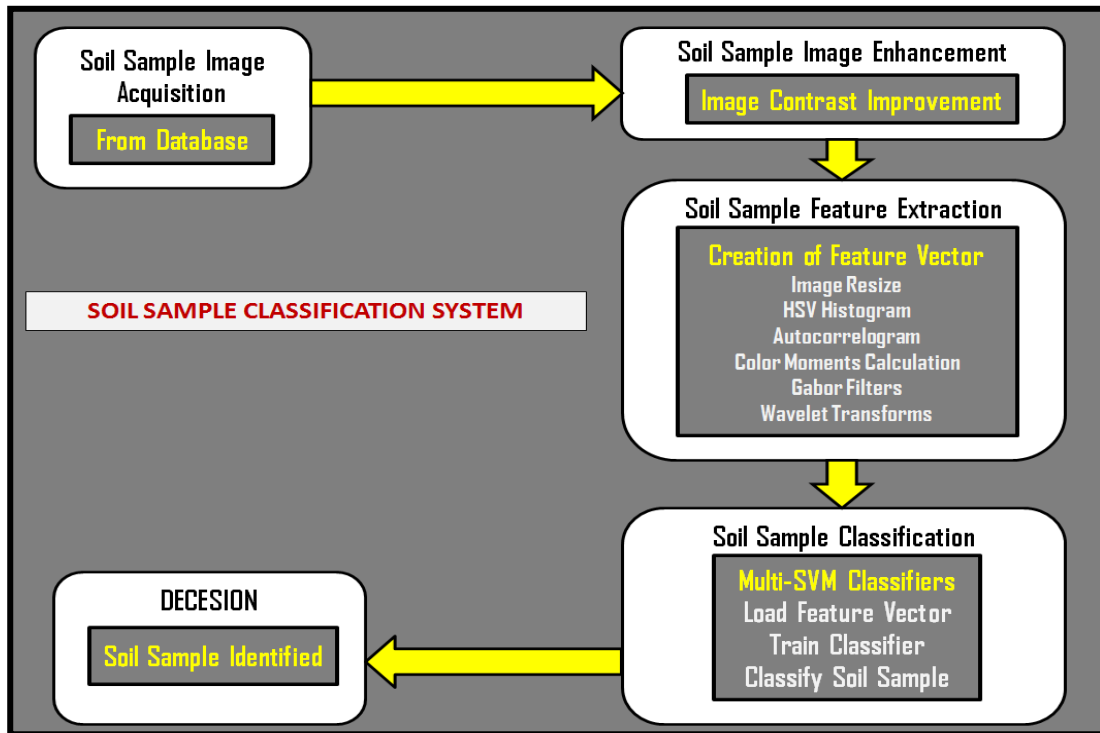 Soil Sample Image
Acquisition
From Database
Soil Sample Image Enhancement
Image Contrast Improvement
Soil Sample Feature Extraction
Creation of Feature Vector
Image Resize
HSV Histogram
Autocorrelogram
Color Moments Calculation
Gabor Filters
Wavelet Transforms
SOIL SAMPLE CLASSIFICATION SYSTEM
Soil Sample Classification
Multi-SVM Classifiers
Load Feature Vector
Train Classifier
Classify Soil Sample
DECESION
Soil Sample Identified